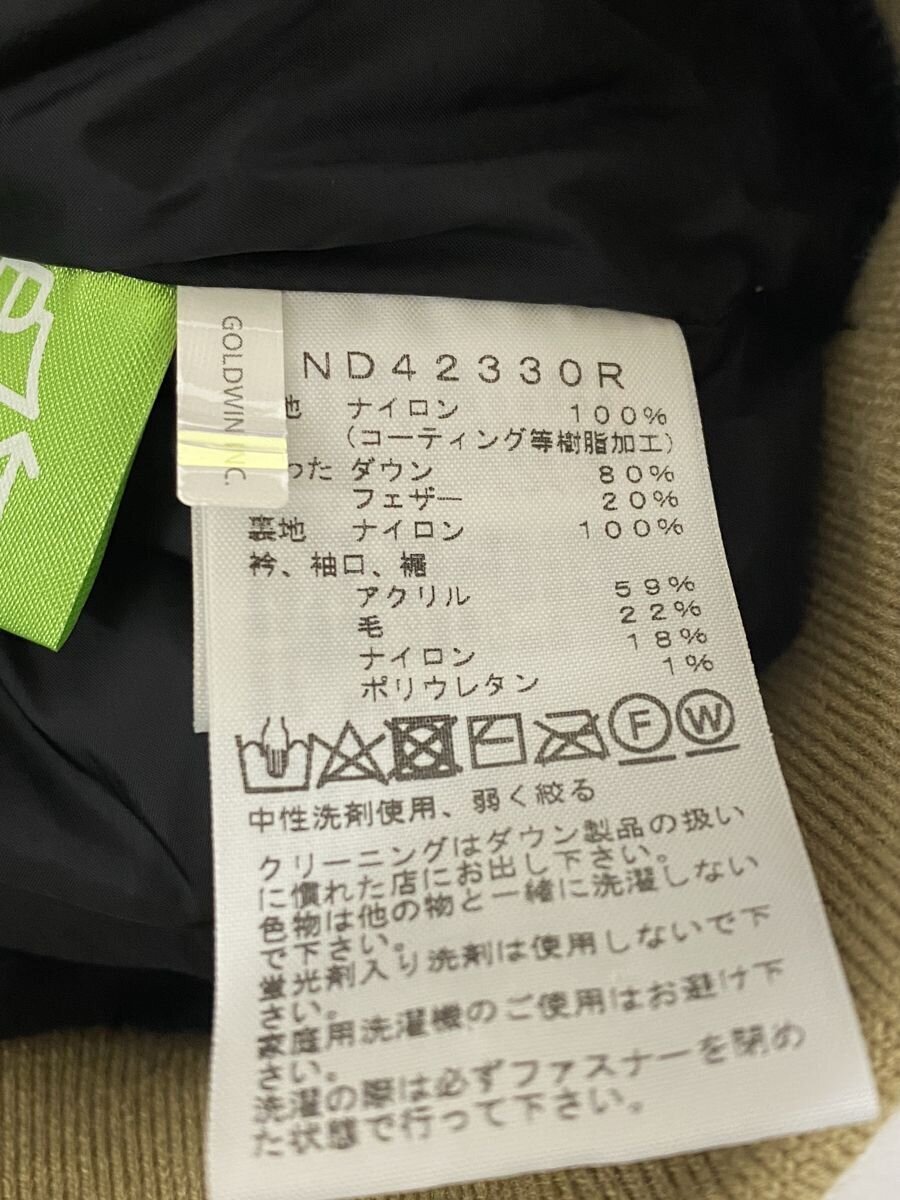 GOLDWIN INC.
ND42330R
地 ナイロン 100%
(コーティング等樹脂加工)
った ダウン 80%
フェザー 20%
裏地 ナイロン 100%
衿、袖口、裾
アクリル 59%
毛 22%
ナイロン 18%
ポリウレタン 1%
F W
中性洗剤使用、弱く絞る
クリーニングはダウン製品の扱い
に慣れた店にお出し下さい。
色物は他の物と一緒に洗濯しない
で下さい。
蛍光剤入り洗剤は使用しないで下
さい。
家庭用洗濯機のご使用はお避け下
さい。
洗濯の際は必ずファスナーを閉め
た状態で行って下さい。